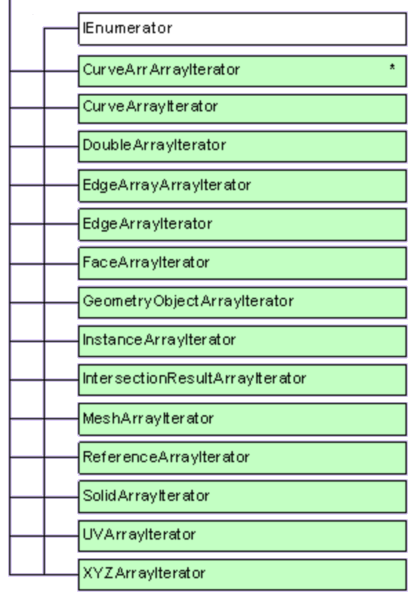 IEnumerator
CurveArrArrayIterator *
CurveArrayIterator
DoubleArrayIterator
EdgeArrayArrayIterator
EdgeArrayIterator
FaceArrayIterator
GeometryObjectArrayIterator
InstanceArrayIterator
IntersectionResultArrayIterator
MeshArrayIterator
ReferenceArrayIterator
SolidArrayIterator
UVArrayIterator
XYZArrayIterator